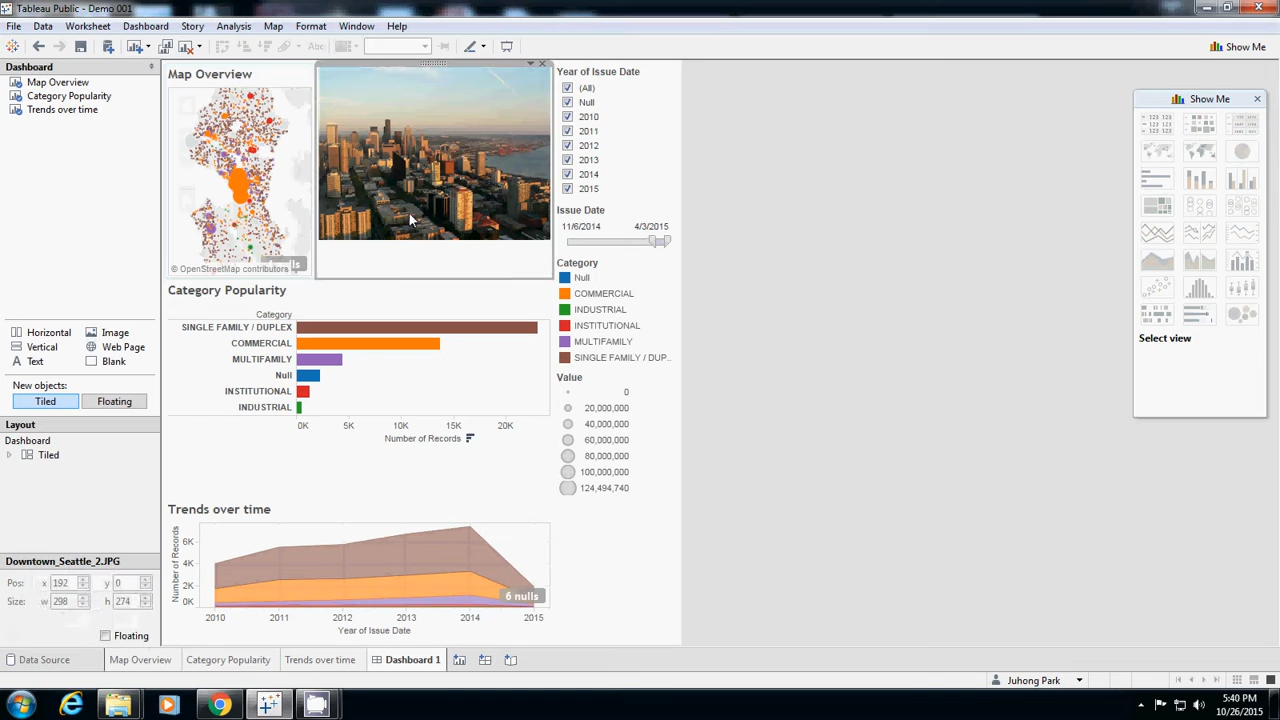 Tableau Public - Demo 001
File Data Worksheet Dashboard Story Analysis Map Format Window Help
Abc
Show Me
Dashboard
Map Overview
Category Popularity
Trends over time
Horizontal Image
Vertical Web Page
Text Blank
New objects:
Tiled Floating
Layout
Dashboard
Tiled
Downtown_Seattle_2.JPG
Pos: x 192 y 0
Size: w 298 h 274
Floating
Map Overview
© OpenStreetMap contributors
Category Popularity
Category
SINGLE FAMILY / DUPLEX
COMMERCIAL
MULTIFAMILY
Null
INSTITUTIONAL
INDUSTRIAL
0K 5K 10K 15K 20K
Number of Records
Trends over time
Number of Records
6K
4K
2K
0K
6 nulls
2010 2011 2012 2013 2014 2015
Year of Issue Date
Year of Issue Date
(All)
Null
2010
2011
2012
2013
2014
2015
Issue Date
11/6/2014 4/3/2015
Category
Null
COMMERCIAL
INDUSTRIAL
INSTITUTIONAL
MULTIFAMILY
SINGLE FAMILY / DUP..
Value
0
20,000,000
40,000,000
60,000,000
80,000,000
100,000,000
124,494,740
Show Me
Select view
Data Source Map Overview Category Popularity Trends over time Dashboard 1
Juhong Park
5:40 PM
10/26/2015